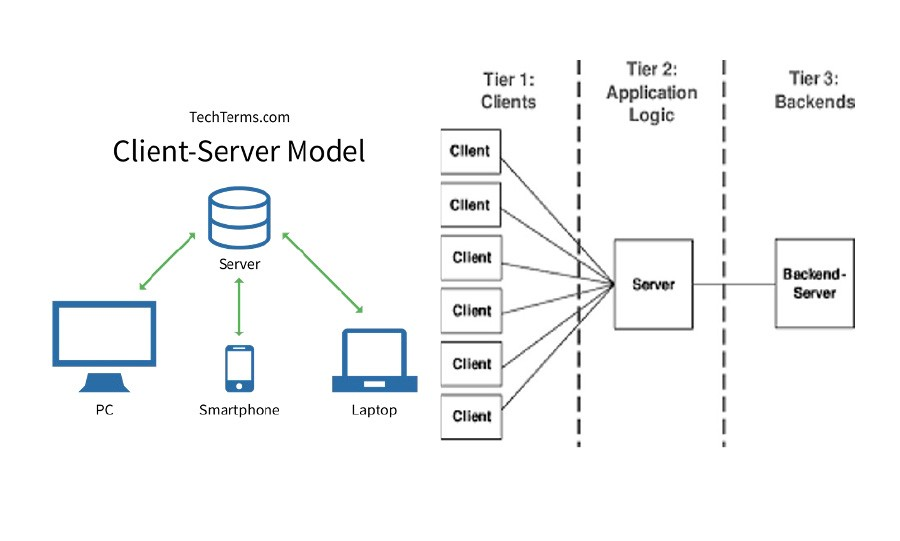 TechTerms.com
Client-Server Model
Server
PC
Smartphone
Laptop
Tier 1:
Clients
Tier 2:
Application
Logic
Tier 3:
Backends
Client
Client
Client
Client
Client
Client
Server
Backend-
Server